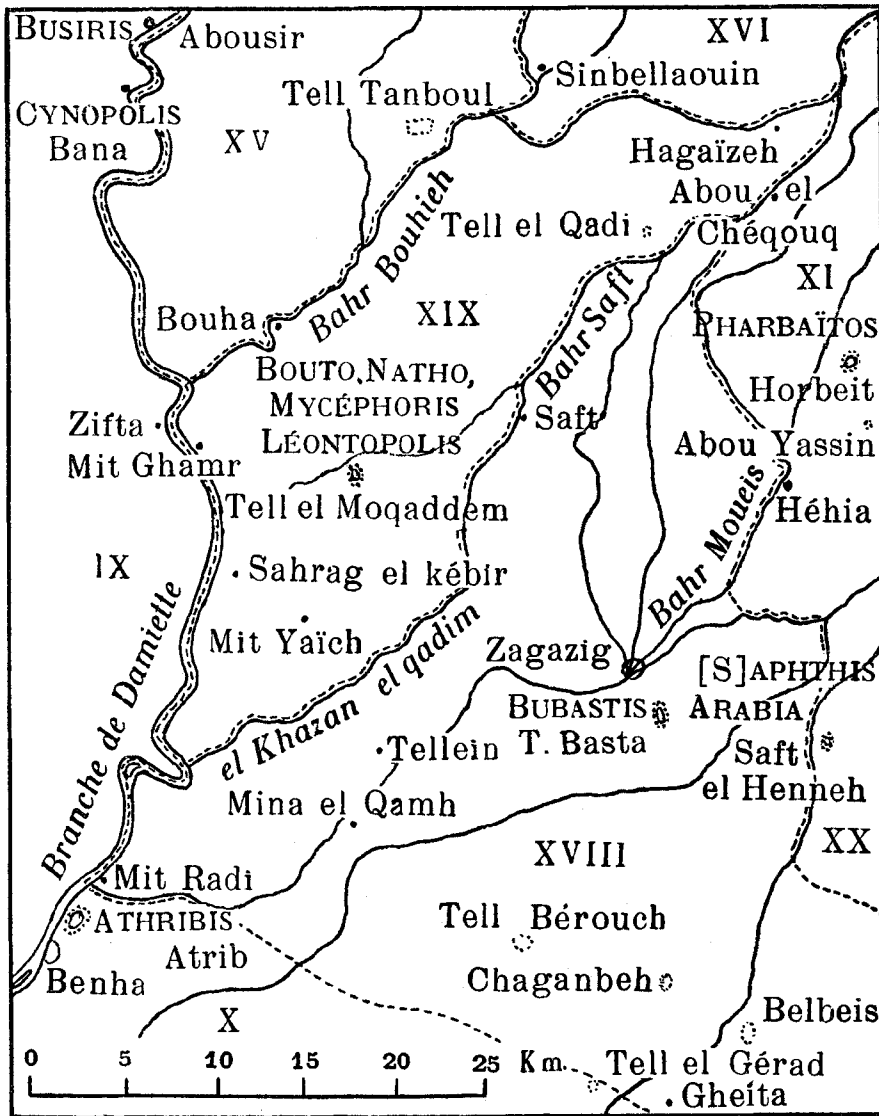 BUSIRIS
Abousir
XVI
Sinbellaouin
Tell Tanboul
CYNOPOLIS
Bana
XV
Hagaïzeh
Abou el
Chéqouq
Tell el Qadi
Bahr Bouhieh
XI
Bouha
XIX
Bahr Saft
PHARBAÏTOS
Horbeit
BOUTO, NATHO,
MYCÉPHORIS
LÉONTOPOLIS
Zifta
Mit Ghamr
Saft
Abou Yassin
Tell el Moqaddem
Héhia
IX
Sahrag el kébir
Bahr Moueis
Mit Yaïch
Branche de Damiette
el Khazan el qadim
Zagazig
[S]APHTHIS
BUBASTIS
T. Basta
ARABIA
Saft
el Henneh
Tellein
Mina el Qamh
XVIII
XX
Mit Radi
ATHRIBIS
Atrib
Benha
Tell Bérouch
Chaganbeh
Belbeis
X
0 5 10 15 20 25 Km.
Tell el Gérad
Gheita